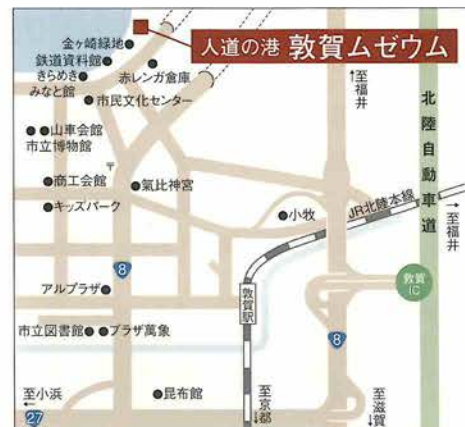 人道の港 敦賀ムゼウム
金ヶ崎緑地
鉄道資料館
きらめき
みなと館
赤レンガ倉庫
市民文化センター
山車会館
市立博物館
〒
商工会館
氣比神宮
キッズパーク
小牧
JR北陸本線
至福井
北陸自動車道
至福井
8
アルプラザ
敦賀駅
敦賀
IC
市立図書館
プラザ萬象
8
至小浜
27
昆布館
至京都
至滋賀